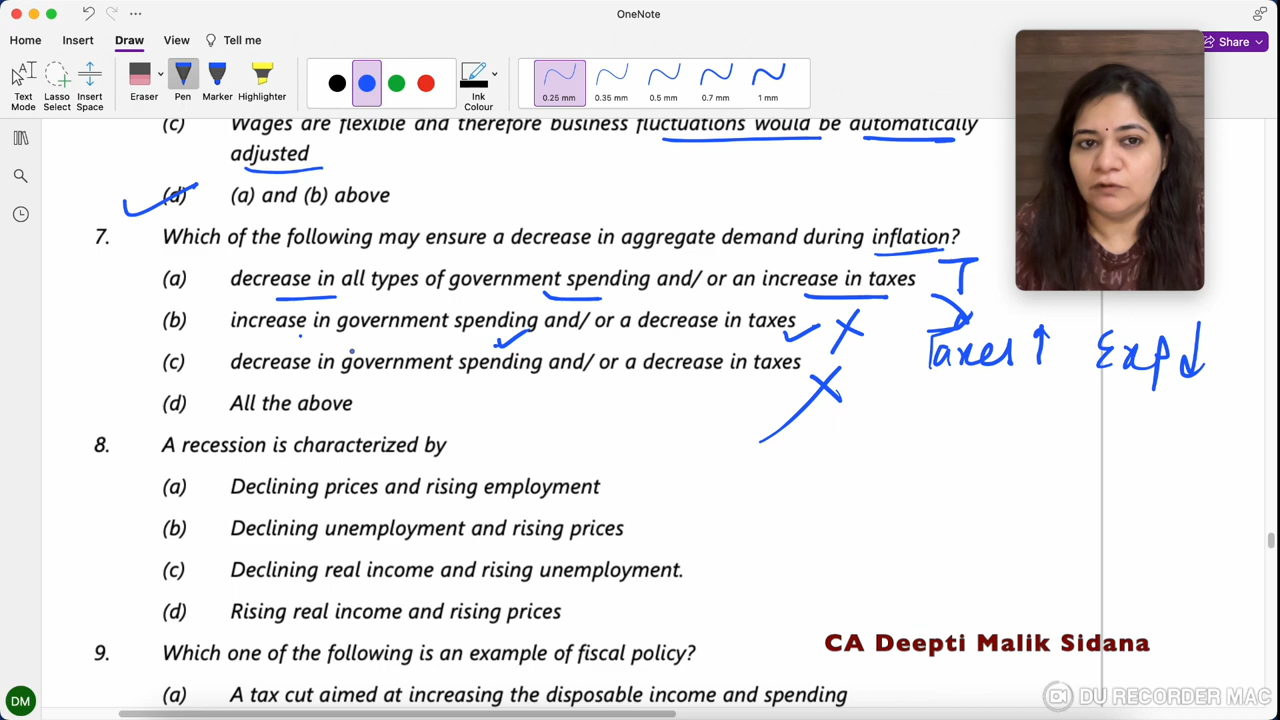 OneNote
Home Insert Draw View Tell me
Share
Text Mode
Lasso Select
Insert Space
Eraser
Pen
Marker
Highlighter
Ink Colour
0.25 mm 0.35 mm 0.5 mm 0.7 mm 1 mm
(c) Wages are flexible and therefore business fluctuations would be automatically
adjusted
(d) (a) and (b) above
7. Which of the following may ensure a decrease in aggregate demand during inflation?
(a) decrease in all types of government spending and/ or an increase in taxes
(b) increase in government spending and/ or a decrease in taxes
Taxes ↑ Exp ↓
(c) decrease in government spending and/ or a decrease in taxes
(d) All the above
8. A recession is characterized by
(a) Declining prices and rising employment
(b) Declining unemployment and rising prices
(c) Declining real income and rising unemployment.
(d) Rising real income and rising prices
CA Deepti Malik Sidana
9. Which one of the following is an example of fiscal policy?
(a) A tax cut aimed at increasing the disposable income and spending
DM
DU RECORDER MAC